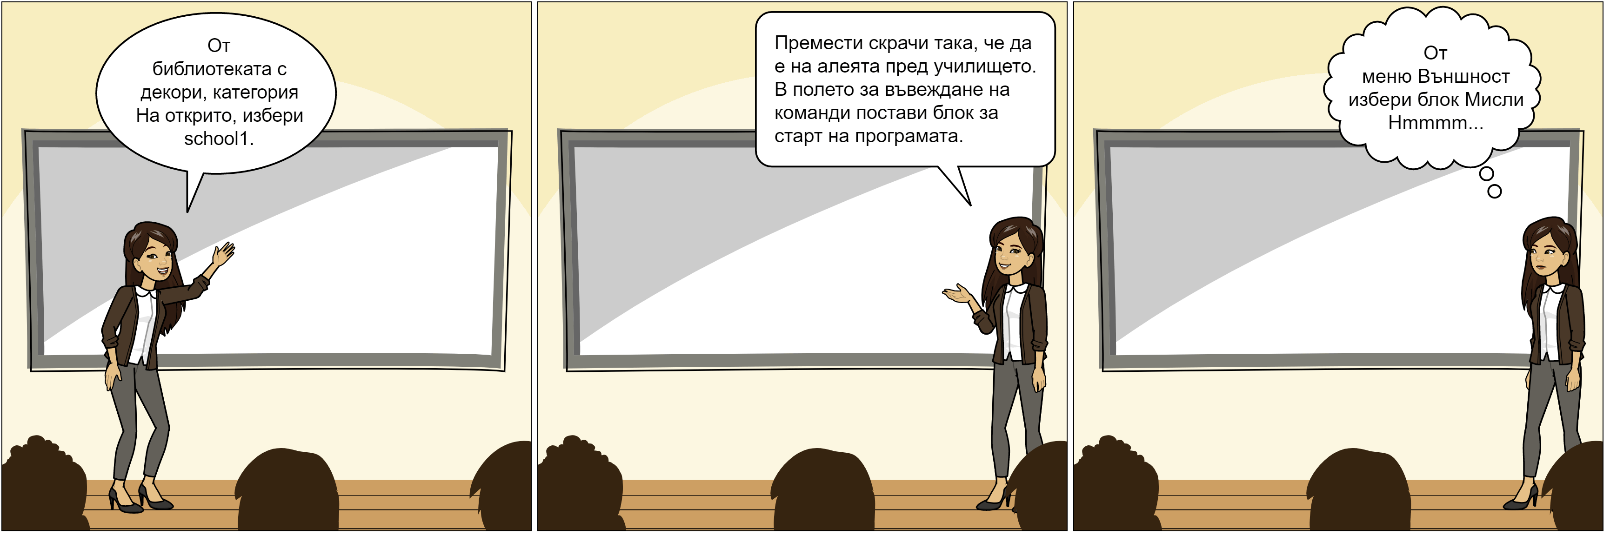 От
библиотеката с
декори, категория
На открито, избери
school1.
Премести скрачи така, че да
е на алеята пред училището.
В полето за въвеждане на
команди постави блок за
старт на програмата.
От
меню Външност
избери блок Мисли
Hmmmm...